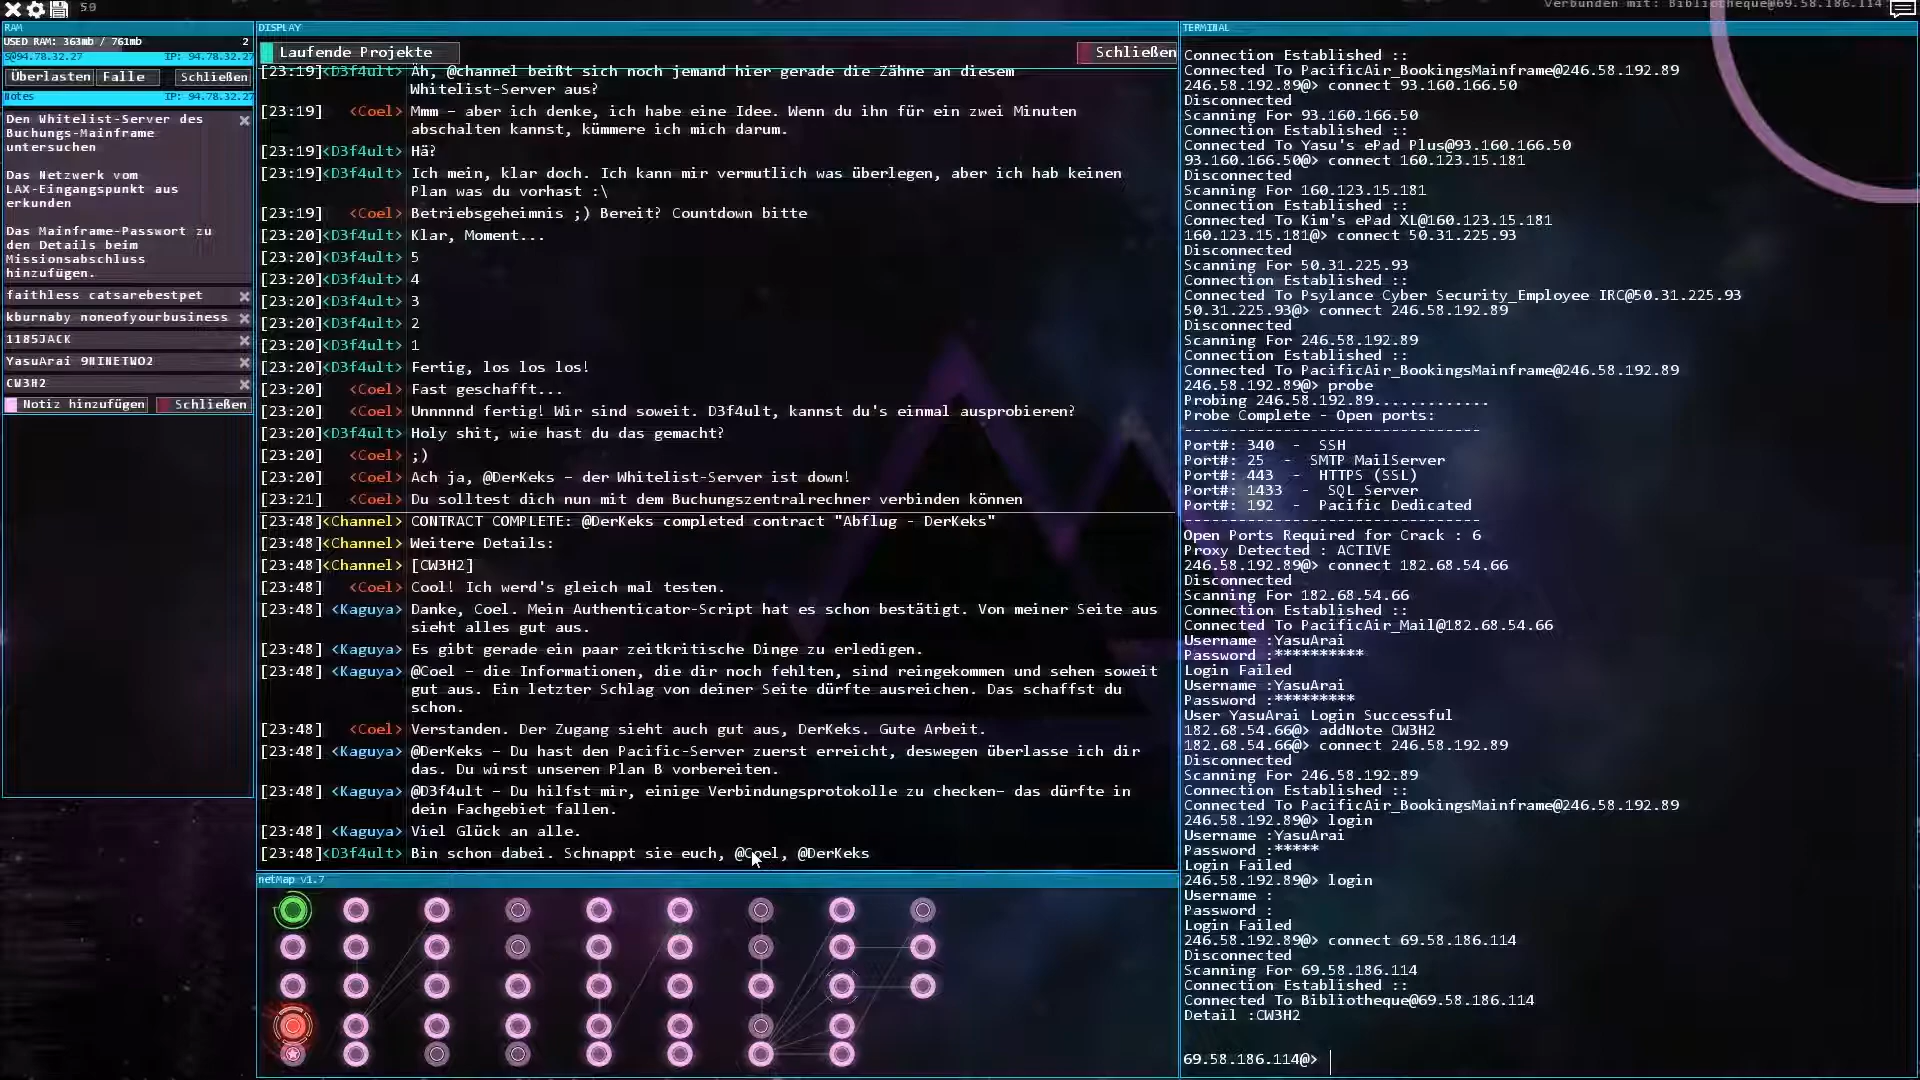 59
Verbunden mit: Bibliotheque@69.58.186.114
RAM
USED RAM: 363mb / 761mb
2
S@94.78.32.27
IP: 94.78.32.27
Überlasten
Falle
Schließen
Notes
IP: 94.78.32.27
Den Whitelist-Server des
Buchungs-Mainframe
untersuchen
Das Netzwerk vom
LAX-Eingangspunkt aus
erkunden
Das Mainframe-Passwort zu
den Details beim
Missionsabschluss
hinzufügen.
faithless catsarebestpet
kburnaby noneofyourbusiness
1185JACK
YasuArai 9NINETWO2
CW3H2
Notiz hinzufügen
Schließen
DISPLAY
Laufende Projekte
Schließen
[23:19]<D3f4ult> Äh, @channel beißt sich noch jemand hier gerade die Zähne an diesem
Whitelist-Server aus?
[23:19] <Coel> Mmm – aber ich denke, ich habe eine Idee. Wenn du ihn für ein zwei Minuten
abschalten kannst, kümmere ich mich darum.
[23:19]<D3f4ult> Hä?
[23:19]<D3f4ult> Ich mein, klar doch. Ich kann mir vermutlich was überlegen, aber ich hab keinen
Plan was du vorhast :\
[23:19] <Coel> Betriebsgeheimnis ;) Bereit? Countdown bitte
[23:20]<D3f4ult> Klar, Moment...
[23:20]<D3f4ult> 5
[23:20]<D3f4ult> 4
[23:20]<D3f4ult> 3
[23:20]<D3f4ult> 2
[23:20]<D3f4ult> 1
[23:20]<D3f4ult> Fertig, los los los!
[23:20] <Coel> Fast geschafft...
[23:20] <Coel> Unnnnnd fertig! Wir sind soweit. D3f4ult, kannst du's einmal ausprobieren?
[23:20]<D3f4ult> Holy shit, wie hast du das gemacht?
[23:20] <Coel> ;)
[23:20] <Coel> Ach ja, @DerKeks – der Whitelist-Server ist down!
[23:21] <Coel> Du solltest dich nun mit dem Buchungszentralrechner verbinden können
[23:48]<Channel> CONTRACT COMPLETE: @DerKeks completed contract "Abflug - DerKeks"
[23:48]<Channel> Weitere Details:
[23:48]<Channel> [CW3H2]
[23:48] <Coel> Cool! Ich werd's gleich mal testen.
[23:48] <Kaguya> Danke, Coel. Mein Authenticator-Script hat es schon bestätigt. Von meiner Seite aus
sieht alles gut aus.
[23:48] <Kaguya> Es gibt gerade ein paar zeitkritische Dinge zu erledigen.
[23:48] <Kaguya> @Coel – die Informationen, die dir noch fehlten, sind reingekommen und sehen soweit
gut aus. Ein letzter Schlag von deiner Seite dürfte ausreichen. Das schaffst du
schon.
[23:48] <Coel> Verstanden. Der Zugang sieht auch gut aus, DerKeks. Gute Arbeit.
[23:48] <Kaguya> @DerKeks – Du hast den Pacific-Server zuerst erreicht, deswegen überlasse ich dir
das. Du wirst unseren Plan B vorbereiten.
[23:48] <Kaguya> @D3f4ult – Du hilfst mir, einige Verbindungsprotokolle zu checken– das dürfte in
dein Fachgebiet fallen.
[23:48] <Kaguya> Viel Glück an alle.
[23:48]<D3f4ult> Bin schon dabei. Schnappt sie euch, @Coel, @DerKeks
netMap v1.7
TERMINAL
Connection Established ::
Connected To PacificAir_BookingsMainframe@246.58.192.89
246.58.192.89@> connect 93.160.166.50
Disconnected
Scanning For 93.160.166.50
Connection Established ::
Connected To Yasu's ePad Plus@93.160.166.50
93.160.166.50@> connect 160.123.15.181
Disconnected
Scanning For 160.123.15.181
Connection Established ::
Connected To Kim's ePad XL@160.123.15.181
160.123.15.181@> connect 50.31.225.93
Disconnected
Scanning For 50.31.225.93
Connection Established ::
Connected To Psylance Cyber Security_Employee IRC@50.31.225.93
50.31.225.93@> connect 246.58.192.89
Disconnected
Scanning For 246.58.192.89
Connection Established ::
Connected To PacificAir_BookingsMainframe@246.58.192.89
246.58.192.89@> probe
Probing 246.58.192.89.............
Probe Complete - Open ports:
---------------------------------
Port#: 340 - SSH
Port#: 25 - SMTP MailServer
Port#: 443 - HTTPS (SSL)
Port#: 1433 - SQL Server
Port#: 192 - Pacific Dedicated
---------------------------------
Open Ports Required for Crack : 6
Proxy Detected : ACTIVE
246.58.192.89@> connect 182.68.54.66
Disconnected
Scanning For 182.68.54.66
Connection Established ::
Connected To PacificAir_Mail@182.68.54.66
Username :YasuArai
Password :**********
Login Failed
Username :YasuArai
Password :*********
User YasuArai Login Successful
182.68.54.66@> addNote CW3H2
182.68.54.66@> connect 246.58.192.89
Disconnected
Scanning For 246.58.192.89
Connection Established ::
Connected To PacificAir_BookingsMainframe@246.58.192.89
246.58.192.89@> login
Username :YasuArai
Password :*****
Login Failed
246.58.192.89@> login
Username :
Password :
Login Failed
246.58.192.89@> connect 69.58.186.114
Disconnected
Scanning For 69.58.186.114
Connection Established ::
Connected To Bibliotheque@69.58.186.114
Detail :CW3H2
69.58.186.114@>